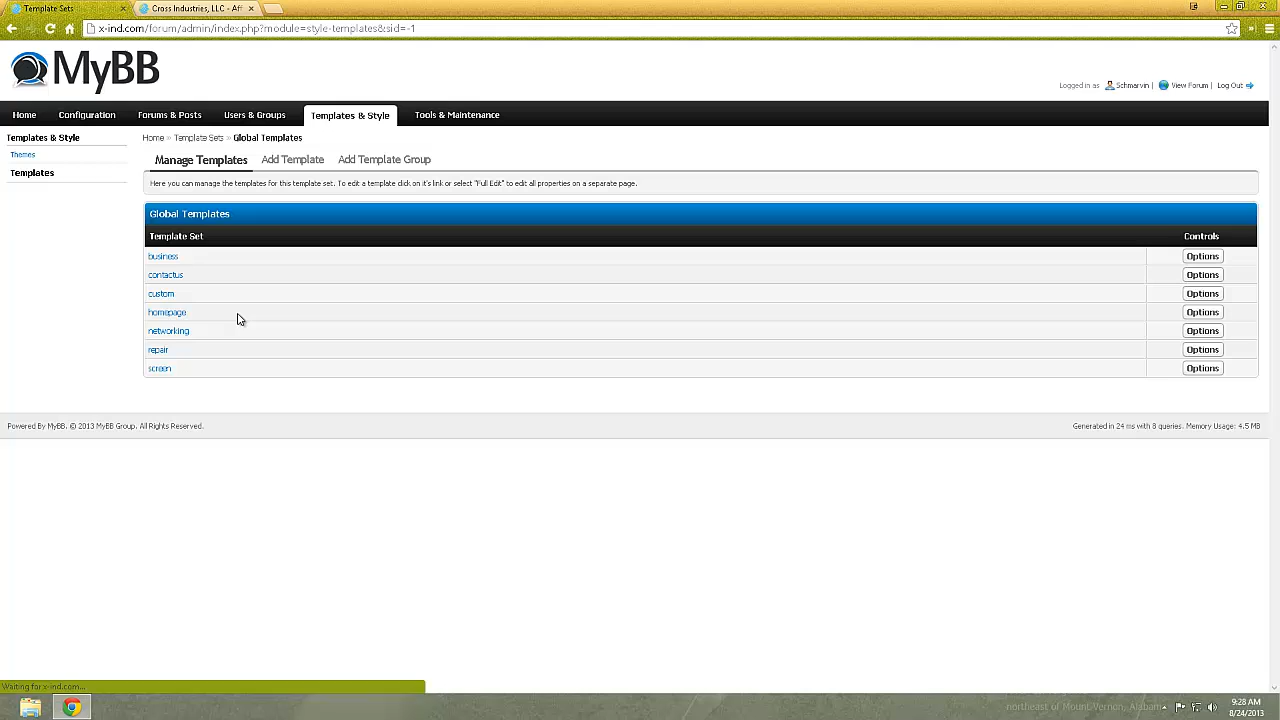 Template Sets
Cross Industries, LLC - Aff
x-ind.com/forum/admin/index.php?module=style-templates&sid=-1
MyBB
Logged in as Schmarvin | View Forum | Log Out
Home Configuration Forums & Posts Users & Groups Templates & Style Tools & Maintenance
Templates & Style
Themes
Templates
Home » Template Sets » Global Templates
Manage Templates Add Template Add Template Group
Here you can manage the templates for this template set. To edit a template click on it's link or select "Full Edit" to edit all properties on a separate page.
Global Templates
Template Set Controls
business Options
contactus Options
custom Options
homepage Options
networking Options
repair Options
screen Options
Powered By MyBB. © 2013 MyBB Group. All Rights Reserved.
Generated in 24 ms with 8 queries. Memory Usage: 4.5 MB
Waiting for x-ind.com...
northeast of Mount Vernon, Alabam
9:28 AM
8/24/2013